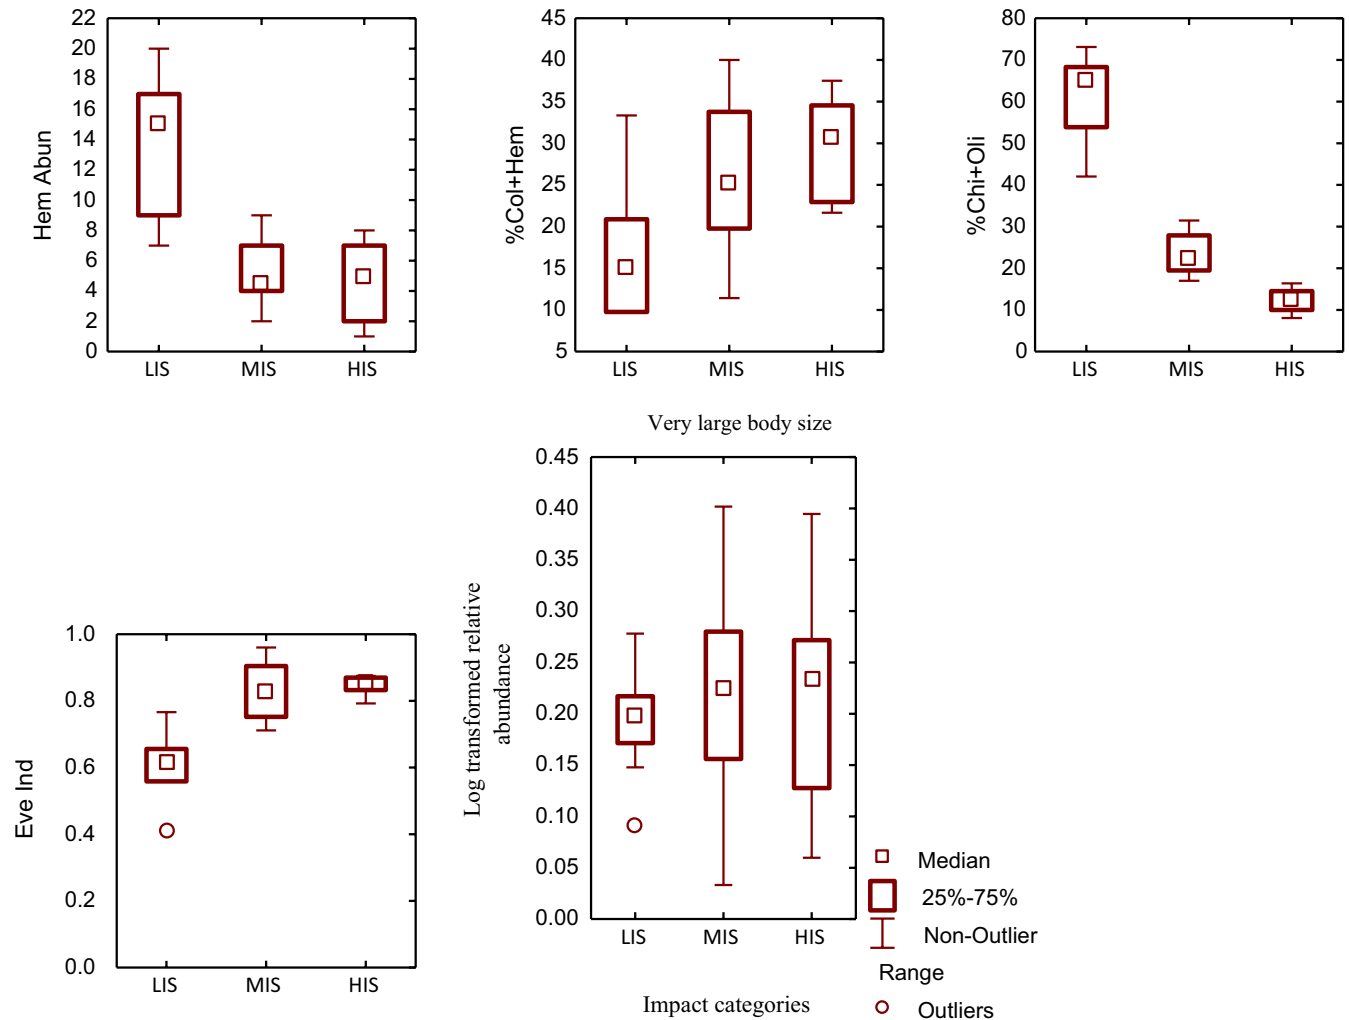 Hem Abun
22
20
18
16
14
12
10
8
6
4
2
0
LIS MIS HIS
%Col+Hem
45
40
35
30
25
20
15
10
5
LIS MIS HIS
%Chi+Oli
80
70
60
50
40
30
20
10
0
LIS MIS HIS
Eve Ind
1.0
0.8
0.6
0.4
0.2
0.0
LIS MIS HIS
Very large body size
Log transformed relative
abundance
0.45
0.40
0.35
0.30
0.25
0.20
0.15
0.10
0.05
0.00
LIS MIS HIS
Impact categories
Median
25%-75%
Non-Outlier
Range
Outliers